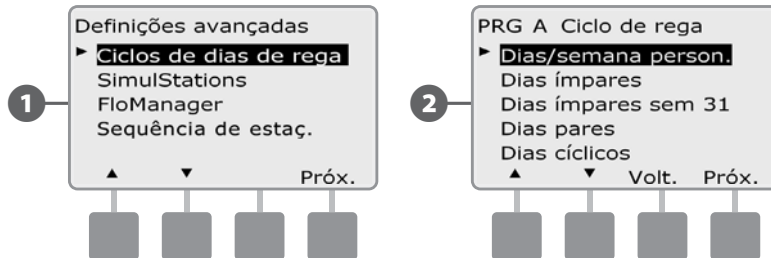 1
Definições avançadas
Ciclos de dias de rega
SimulStations
FloManager
Sequência de estaç.
Próx.
2
PRG A Ciclo de rega
Dias/semana person.
Dias ímpares
Dias ímpares sem 31
Dias pares
Dias cíclicos
Volt. Próx.